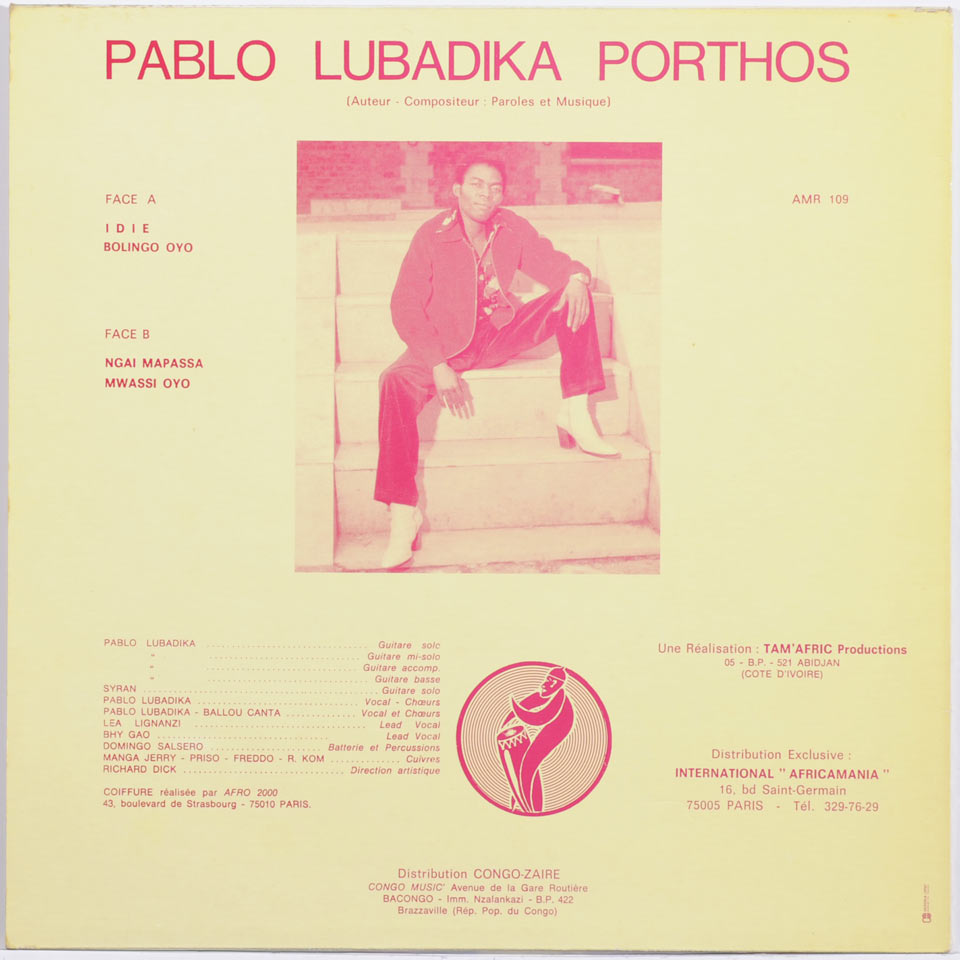 PABLO LUBADIKA PORTHOS
(Auteur - Compositeur : Paroles et Musique)
FACE A
IDIE
BOLINGO OYO
AMR 109
FACE B
NGAI MAPASSA
MWASSI OYO
PABLO LUBADIKA .......................... Guitare solo
" .......................... Guitare mi-solo
" .......................... Guitare accomp.
" .......................... Guitare basse
SYRAN .......................... Guitare solo
PABLO LUBADIKA .......................... Vocal - Chœurs
PABLO LUBADIKA - BALLOU CANTA ............. Vocal et Chœurs
LEA LIGNANZI .......................... Lead Vocal
BHY GAO .......................... Lead Vocal
DOMINGO SALSERO .................... Batterie et Percussions
MANGA JERRY - PRISO - FREDDO - R. KOM ............. Cuivres
RICHARD DICK .......................... Direction artistique
COIFFURE réalisée par AFRO 2000
43, boulevard de Strasbourg - 75010 PARIS.
Une Réalisation : TAM'AFRIC Productions
05 - B.P. - 521 ABIDJAN
(COTE D'IVOIRE)
Distribution Exclusive :
INTERNATIONAL " AFRICAMANIA "
16, bd Saint-Germain
75005 PARIS - Tél. 329-76-29
Distribution CONGO-ZAIRE
CONGO MUSIC' Avenue de la Gare Routière
BACONGO - Imm. Nzalankazi - B.P. 422
Brazzaville (Rép. Pop. du Congo)